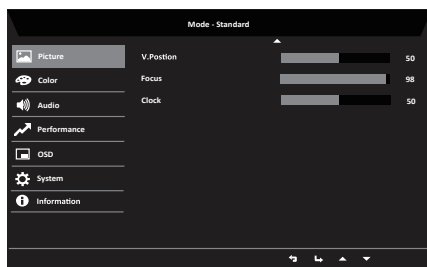 Mode - Standard
Picture
V.Postion 50
Color
Focus 98
Audio
Clock 50
Performance
OSD
System
Information